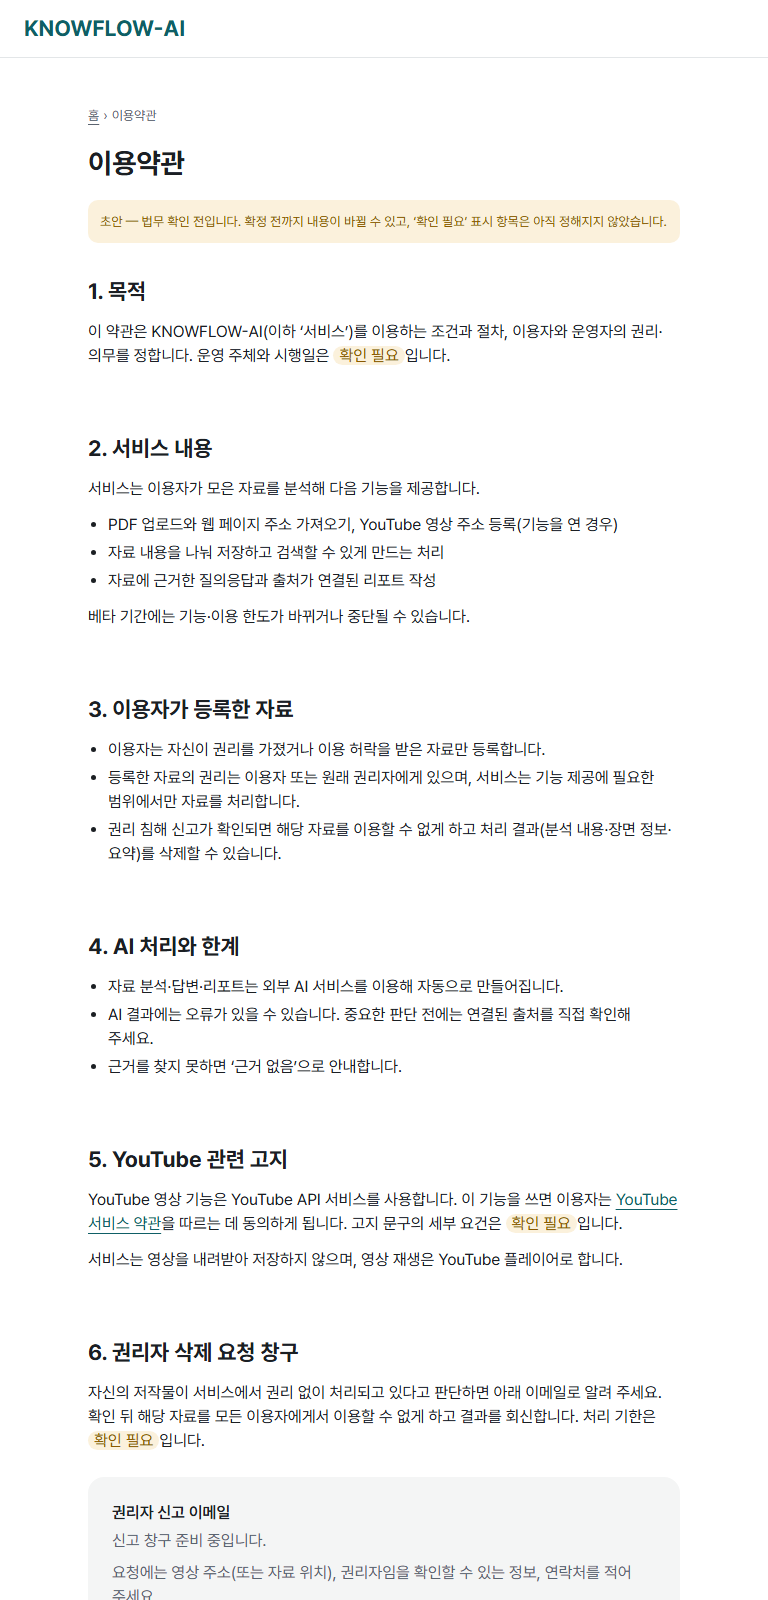 KNOWFLOW-AI
홈 › 이용약관
이용약관
초안 — 법무 확인 전입니다. 확정 전까지 내용이 바뀔 수 있고, ‘확인 필요’ 표시 항목은 아직 정해지지 않았습니다.
1. 목적
이 약관은 KNOWFLOW-AI(이하 ‘서비스’)를 이용하는 조건과 절차, 이용자와 운영자의 권리·
의무를 정합니다. 운영 주체와 시행일은 확인 필요 입니다.
2. 서비스 내용
서비스는 이용자가 모은 자료를 분석해 다음 기능을 제공합니다.
• PDF 업로드와 웹 페이지 주소 가져오기, YouTube 영상 주소 등록(기능을 연 경우)
• 자료 내용을 나눠 저장하고 검색할 수 있게 만드는 처리
• 자료에 근거한 질의응답과 출처가 연결된 리포트 작성
베타 기간에는 기능·이용 한도가 바뀌거나 중단될 수 있습니다.
3. 이용자가 등록한 자료
• 이용자는 자신이 권리를 가졌거나 이용 허락을 받은 자료만 등록합니다.
• 등록한 자료의 권리는 이용자 또는 원래 권리자에게 있으며, 서비스는 기능 제공에 필요한
범위에서만 자료를 처리합니다.
• 권리 침해 신고가 확인되면 해당 자료를 이용할 수 없게 하고 처리 결과(분석 내용·장면 정보·
요약)를 삭제할 수 있습니다.
4. AI 처리와 한계
• 자료 분석·답변·리포트는 외부 AI 서비스를 이용해 자동으로 만들어집니다.
• AI 결과에는 오류가 있을 수 있습니다. 중요한 판단 전에는 연결된 출처를 직접 확인해
주세요.
• 근거를 찾지 못하면 ‘근거 없음’으로 안내합니다.
5. YouTube 관련 고지
YouTube 영상 기능은 YouTube API 서비스를 사용합니다. 이 기능을 쓰면 이용자는 YouTube
서비스 약관을 따르는 데 동의하게 됩니다. 고지 문구의 세부 요건은 확인 필요 입니다.
서비스는 영상을 내려받아 저장하지 않으며, 영상 재생은 YouTube 플레이어로 합니다.
6. 권리자 삭제 요청 창구
자신의 저작물이 서비스에서 권리 없이 처리되고 있다고 판단하면 아래 이메일로 알려 주세요.
확인 뒤 해당 자료를 모든 이용자에게서 이용할 수 없게 하고 결과를 회신합니다. 처리 기한은
확인 필요 입니다.
권리자 신고 이메일
신고 창구 준비 중입니다.
요청에는 영상 주소(또는 자료 위치), 권리자임을 확인할 수 있는 정보, 연락처를 적어
주세요